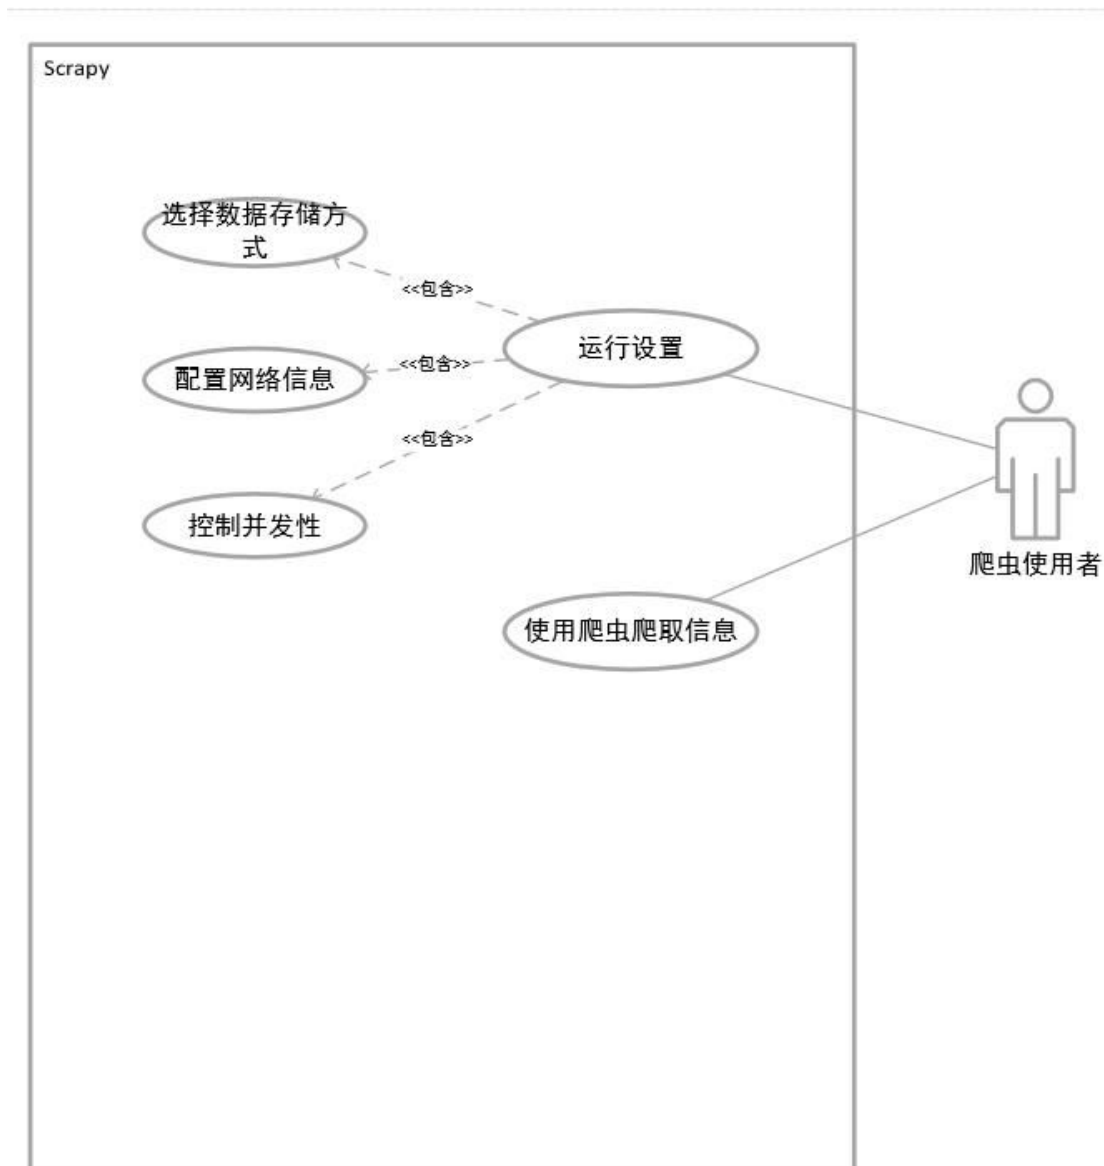 Scrapy
选择数据存储方
式
<<包含>>
运行设置
<<包含>>
配置网络信息
<<包含>>
控制并发性
爬虫使用者
使用爬虫爬取信息